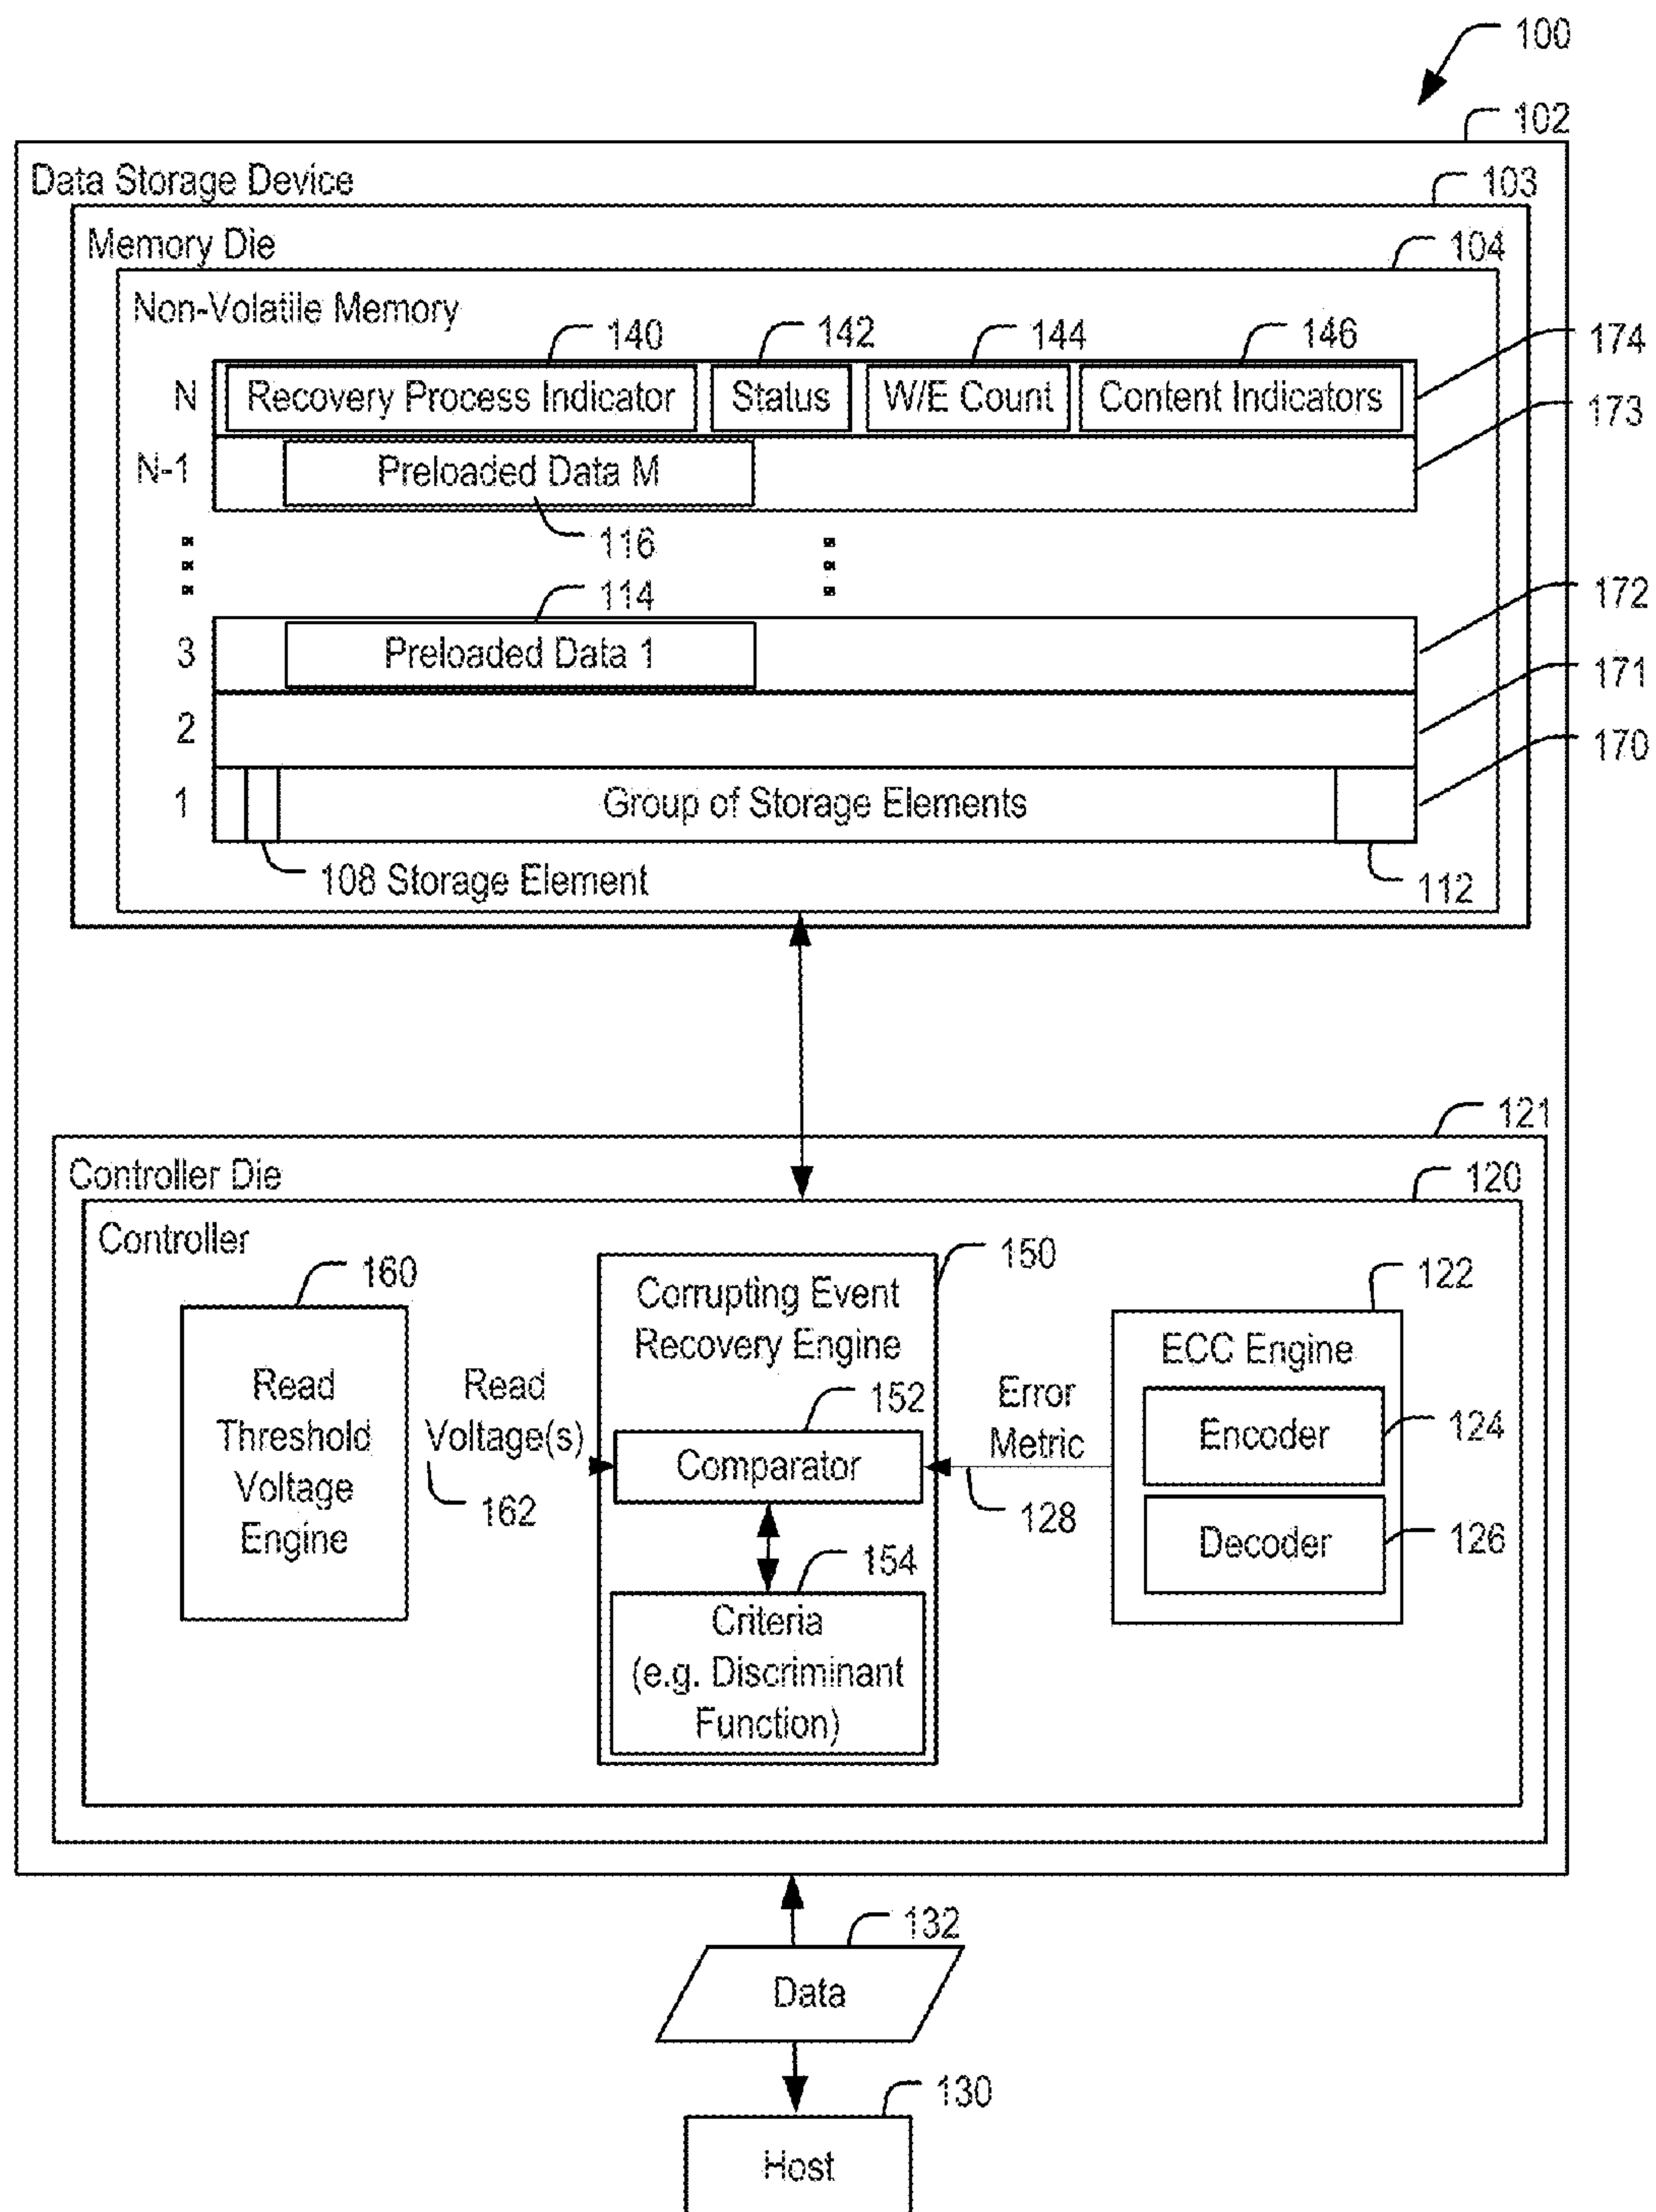 100
102
Data Storage Device
103
Memory Die
104
Non-Volatile Memory
140 142 144 146
174
N Recovery Process Indicator Status W/E Count Content Indicators
173
N-1 Preloaded Data M
116
114
172
3 Preloaded Data 1
171
2
170
1 Group of Storage Elements
108 Storage Element
112
121
Controller Die
120
Controller
160
150
122
Corrupting Event
Recovery Engine
ECC Engine
Read
Threshold
Voltage
Engine
Read
Voltage(s)
162
152
Comparator
Error
Metric
128
Encoder
124
Decoder
126
154
Criteria
(e.g. Discriminant
Function)
132
Data
130
Host